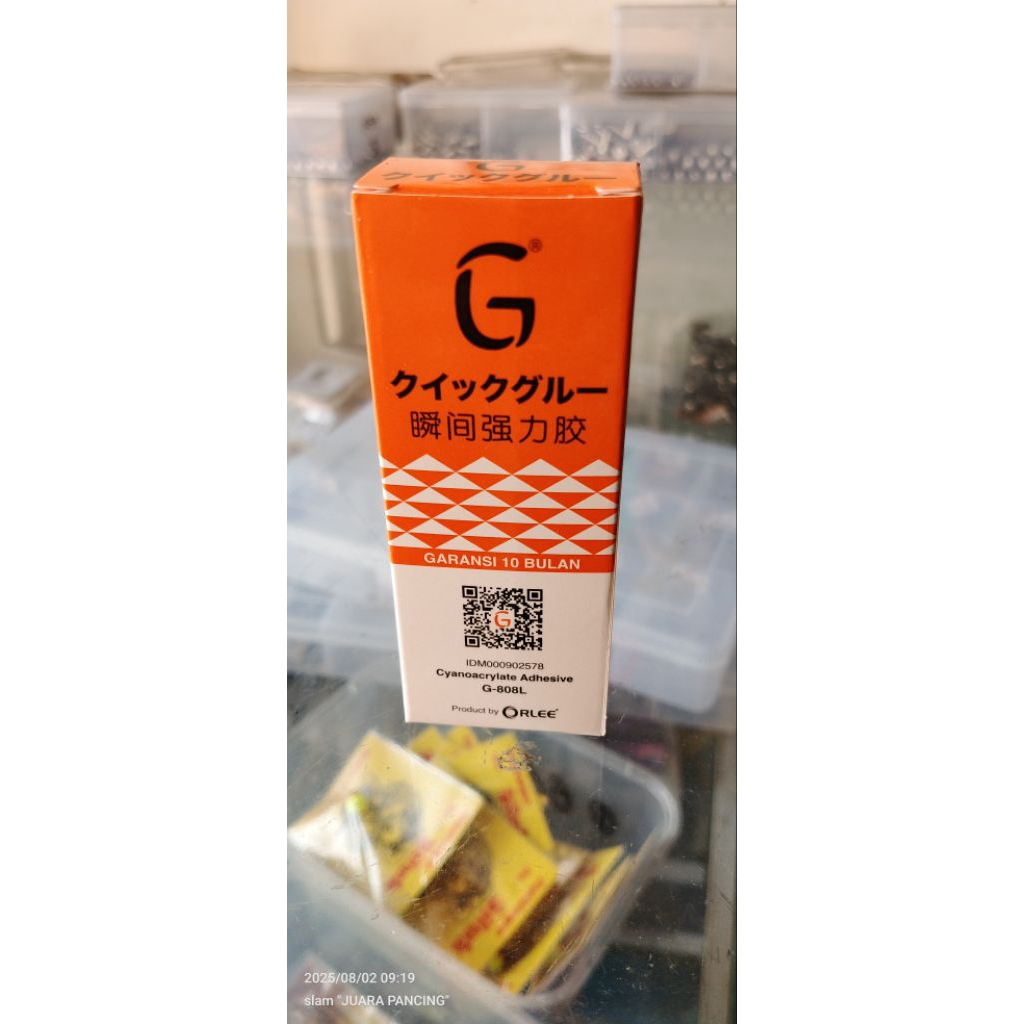 G
クイックグルー
G®
クイックグルー
瞬间强力胶
GARANSI 10 BULAN
G
IDM000902578
Cyanoacrylate Adhesive
G-808L
Product by ORLEE®
2025/08/02 09:19
slam "JUARA PANCING"